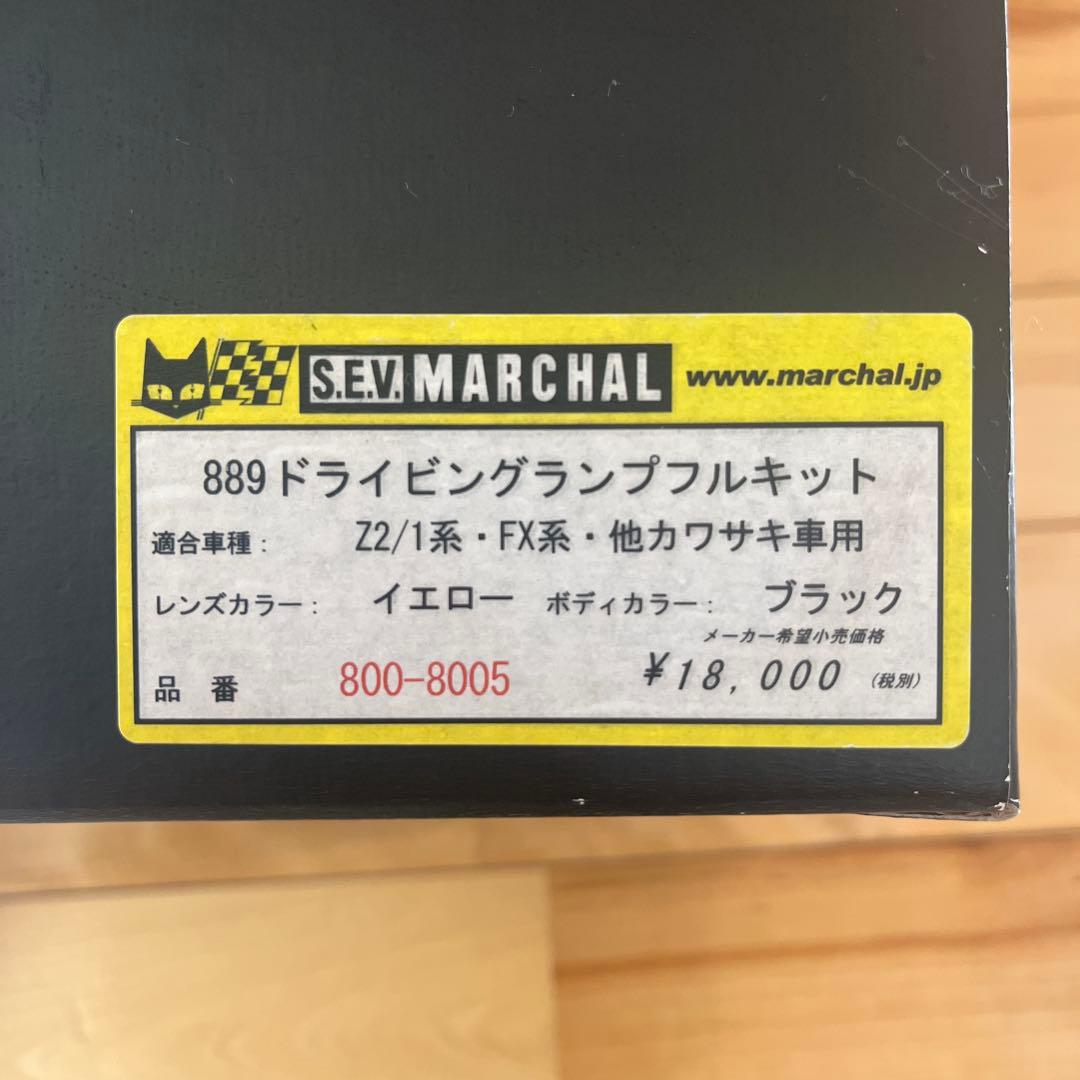 S.E.V. MARCHAL www.marchal.jp
889ドライビングランプフルキット
適合車種: Z2/1系・FX系・他カワサキ車用
レンズカラー: イエロー ボディカラー: ブラック
メーカー希望小売価格
品番 800-8005 ¥18,000 (税別)